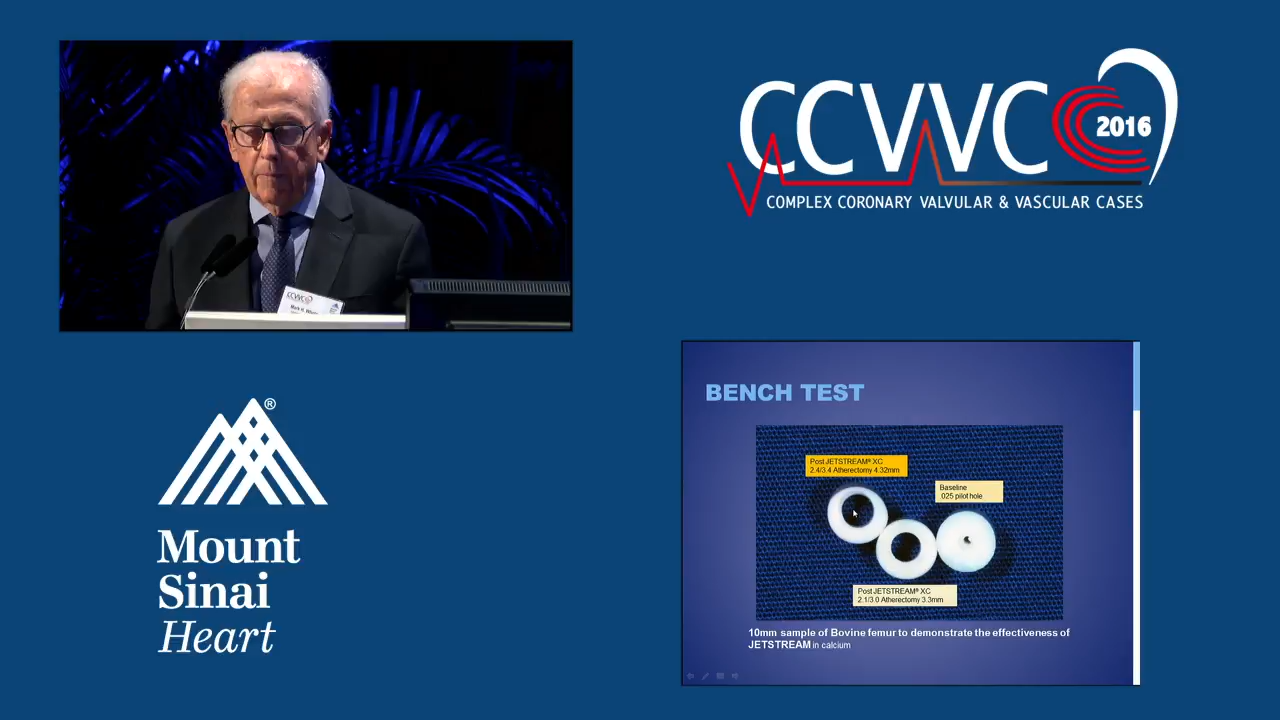 CCVVC
2016
COMPLEX CORONARY VALVULAR & VASCULAR CASES
CCVVC
Mark W.
®
Mount
Sinai
Heart
BENCH TEST
Post JETSTREAM® XC
2.4/3.4 Atherectomy 4.32mm
Baseline
.025 pilot hole
Post JETSTREAM® XC
2.1/3.0 Atherectomy 3.3mm
10mm sample of Bovine femur to demonstrate the effectiveness of
JETSTREAM in calcium